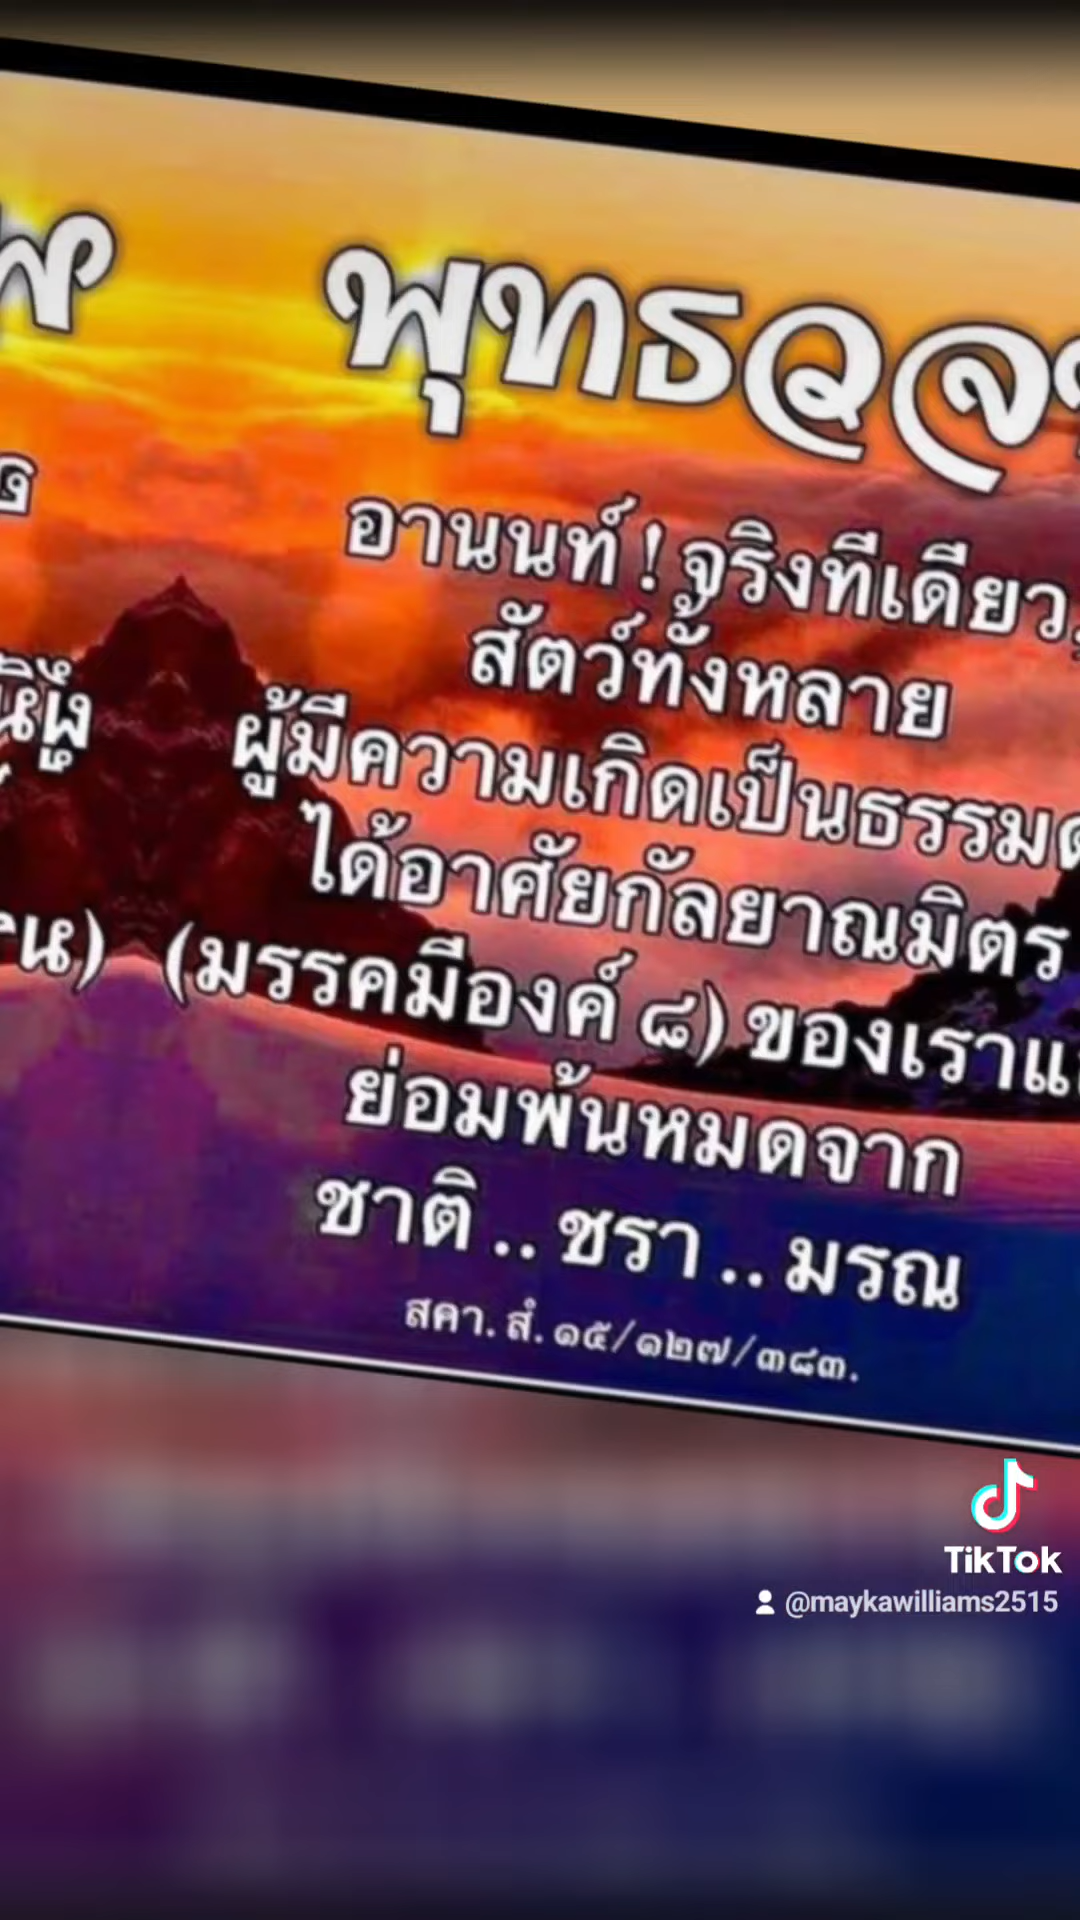 พุทธวจ
อานนท์ ! จริงทีเดียว,
สัตว์ทั้งหลาย
ผู้มีความเกิดเป็นธรรมด
ได้อาศัยกัลยาณมิตร
(มรรคมีองค์ ๘) ของเราแ
ย่อมพ้นหมดจาก
ชาติ .. ชรา .. มรณ
สคา. สํ. ๑๕/๑๒๗/๓๘๓.
TikTok
@maykawilliams2515